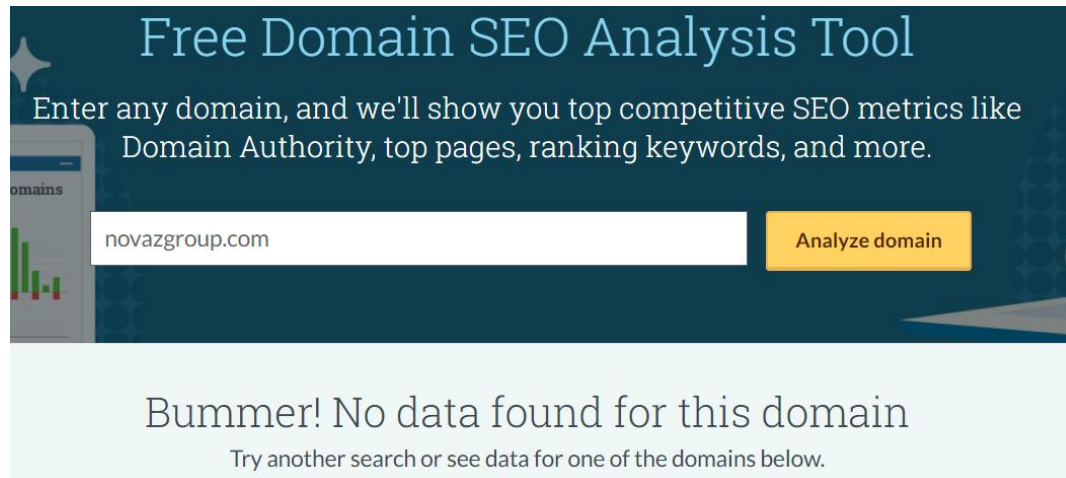 Free Domain SEO Analysis Tool
Enter any domain, and we'll show you top competitive SEO metrics like
Domain Authority, top pages, ranking keywords, and more.
omains
novazgroup.com
Analyze domain
Bummer! No data found for this domain
Try another search or see data for one of the domains below.